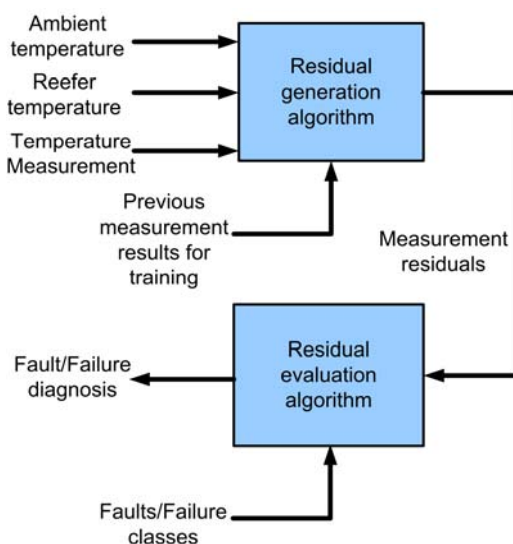 Ambient
temperature
Reefer
temperature
Temperature
Measurement
Residual
generation
algorithm
Previous
measurement
results for
training
Measurement
residuals
Fault/Failure
diagnosis
Residual
evaluation
algorithm
Faults/Failure
classes